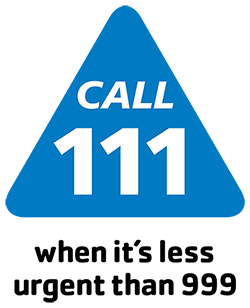 CALL
111
when it's less
urgent than 999